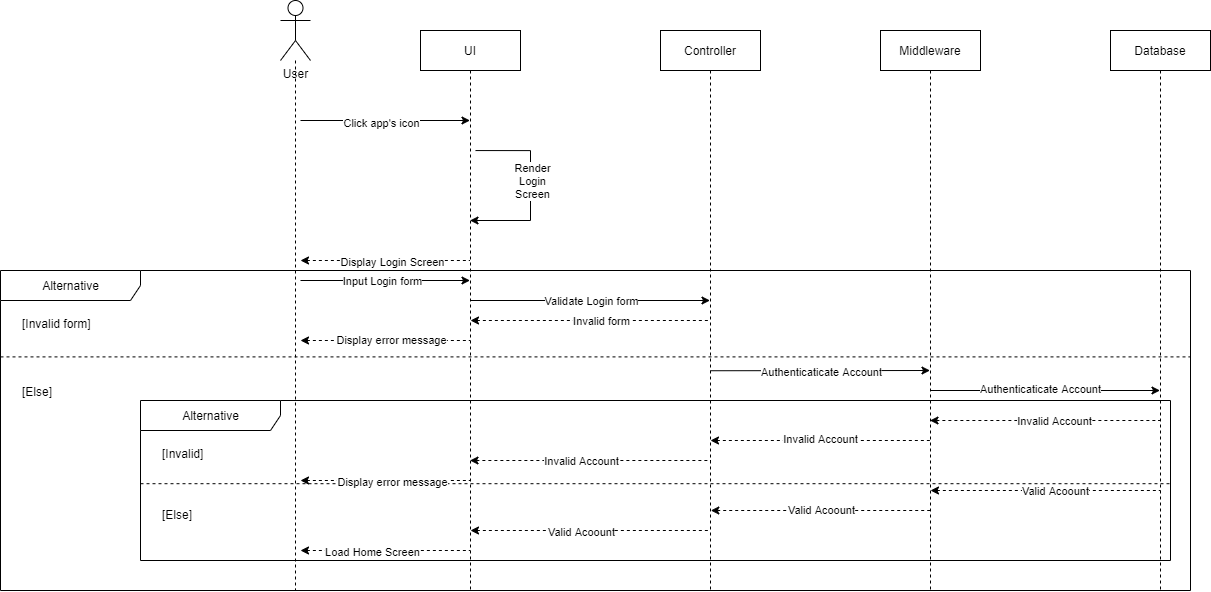 User
UI
Controller
Middleware
Database
Click app's icon
Render
Login
Screen
Display Login Screen
Alternative
Input Login form
Validate Login form
[Invalid form]
Invalid form
Display error message
[Else]
Authenticaticate Account
Authenticaticate Account
Alternative
Invalid Account
Invalid Account
[Invalid]
Invalid Account
Display error message
Valid Acoount
[Else]
Valid Acoount
Valid Acoount
Load Home Screen